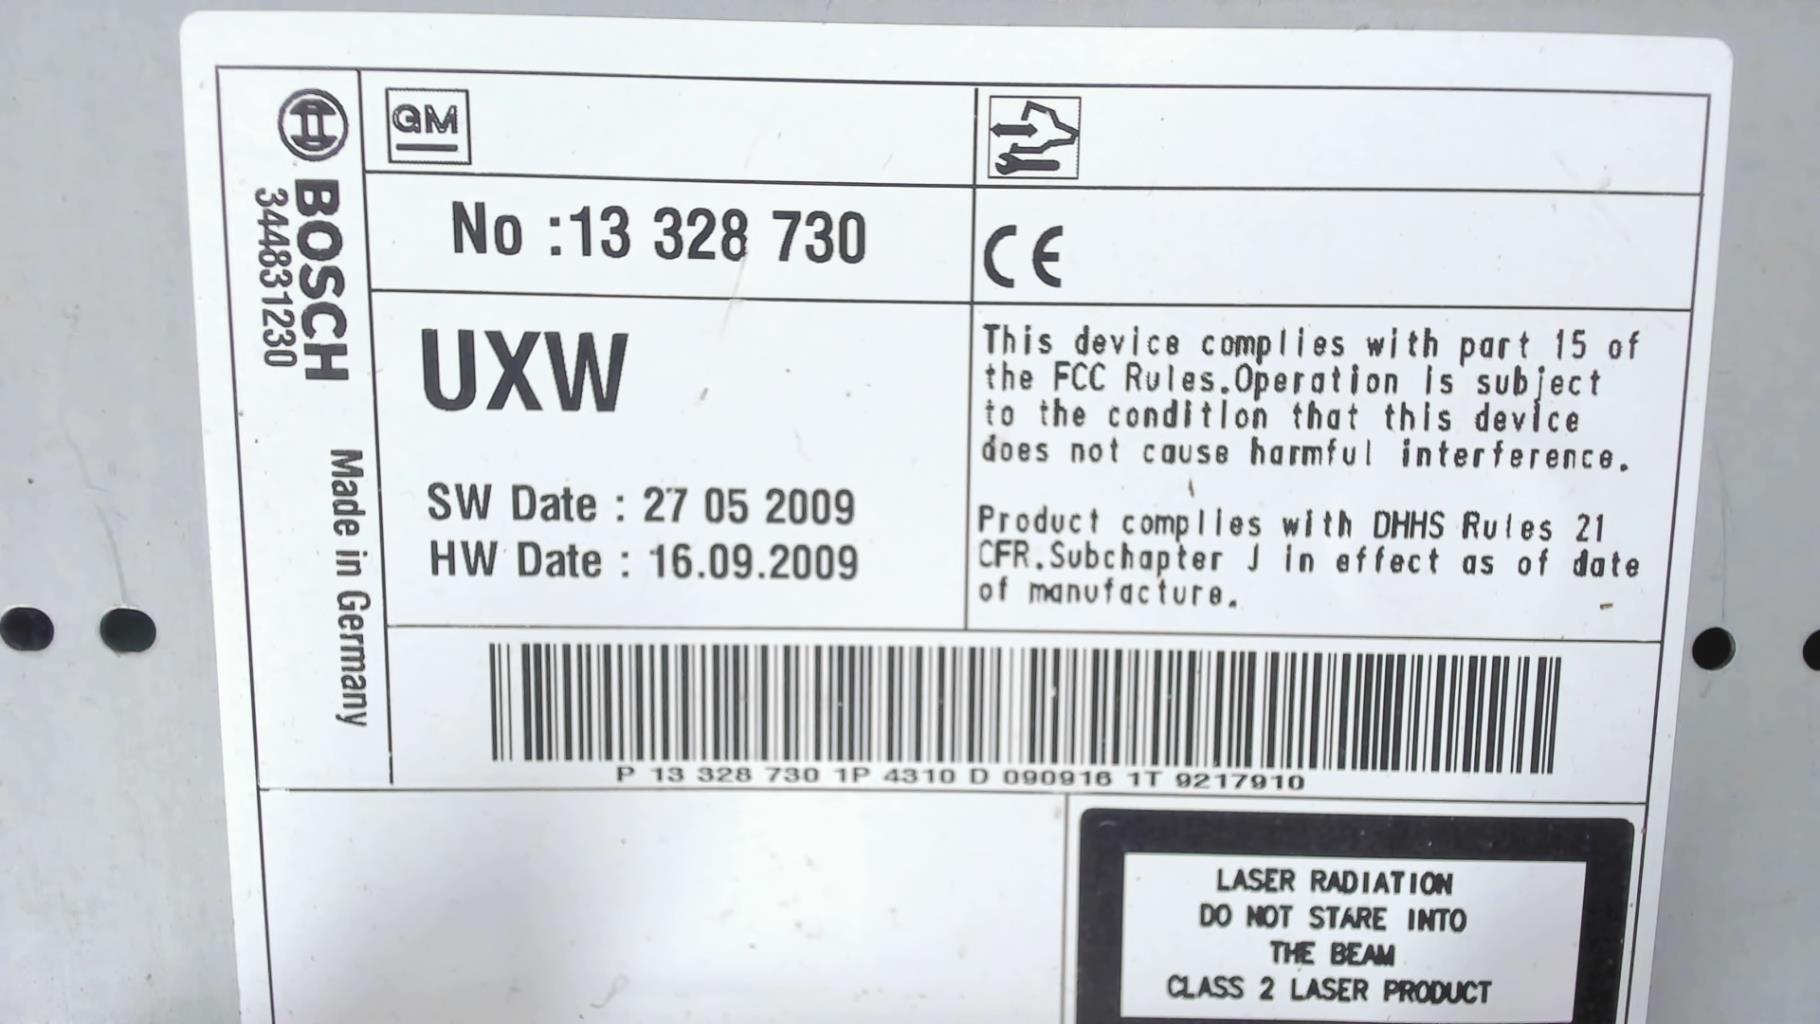 BOSCH
344831230
Made in Germany
GM
No :13 328 730
CE
UXW
SW Date : 27 05 2009
HW Date : 16.09.2009
This device complies with part 15 of
the FCC Rules.Operation is subject
to the condition that this device
does not cause harmful interference.
Product complies with DHHS Rules 21
CFR.Subchapter J in effect as of date
of manufacture.
P 13 328 730 1P 4310 D 090916 1T 9217910
LASER RADIATION
DO NOT STARE INTO
THE BEAM
CLASS 2 LASER PRODUCT